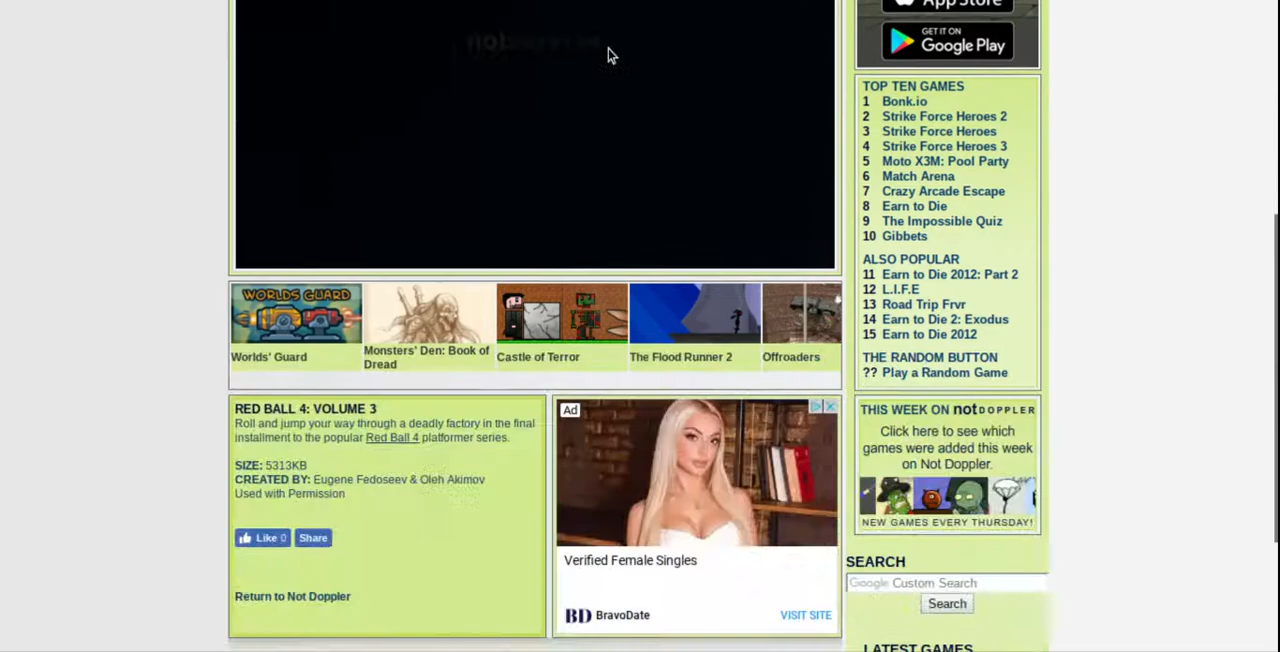 not
App Store
GET IT ON
Google Play
TOP TEN GAMES
1 Bonk.io
2 Strike Force Heroes 2
3 Strike Force Heroes
4 Strike Force Heroes 3
5 Moto X3M: Pool Party
6 Match Arena
7 Crazy Arcade Escape
8 Earn to Die
9 The Impossible Quiz
10 Gibbets
ALSO POPULAR
11 Earn to Die 2012: Part 2
12 L.I.F.E
13 Road Trip Frvr
14 Earn to Die 2: Exodus
15 Earn to Die 2012
THE RANDOM BUTTON
?? Play a Random Game
WORLDS GUARD
Worlds' Guard
Monsters' Den: Book of
Dread
Castle of Terror
The Flood Runner 2
Offroaders
RED BALL 4: VOLUME 3
Roll and jump your way through a deadly factory in the final
installment to the popular Red Ball 4 platformer series.
SIZE: 5313KB
CREATED BY: Eugene Fedoseev & Oleh Akimov
Used with Permission
Like 0 Share
Return to Not Doppler
Ad
Verified Female Singles
BD BravoDate VISIT SITE
THIS WEEK ON notDOPPLER
Click here to see which
games were added this week
on Not Doppler.
NEW GAMES EVERY THURSDAY!
SEARCH
Google Custom Search
Search
LATEST GAMES